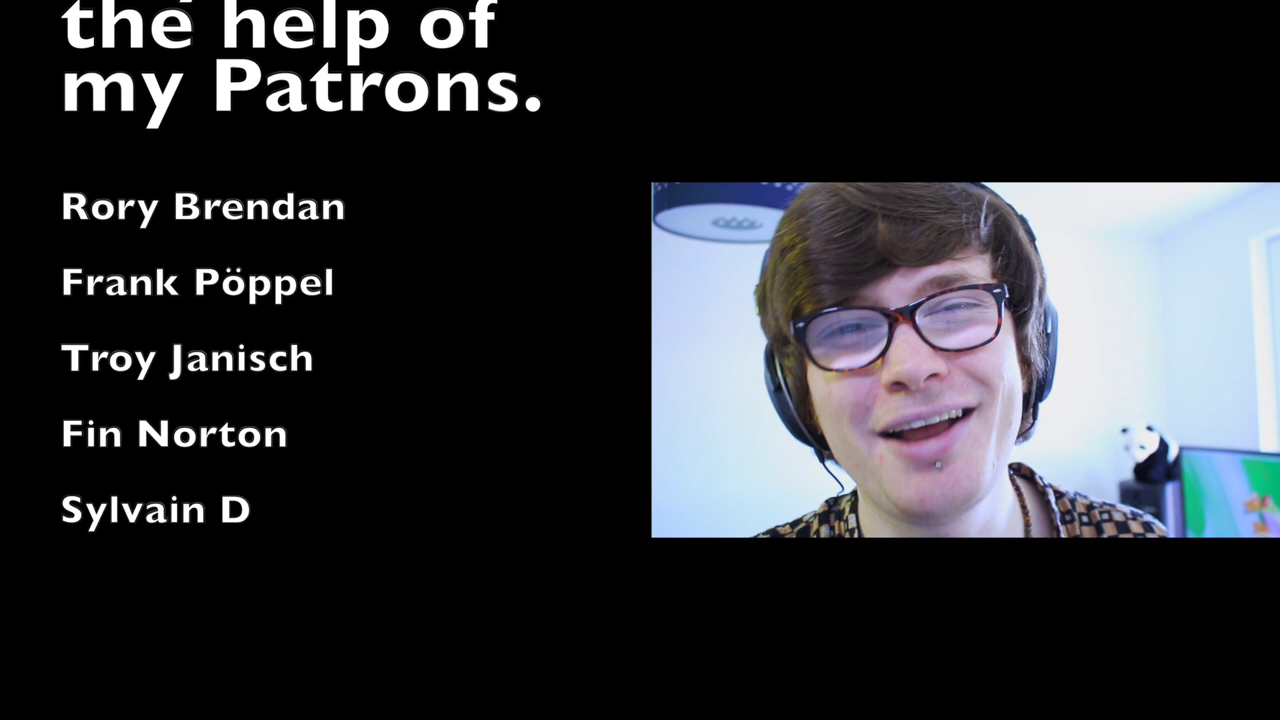 the help of
my Patrons.
Rory Brendan
Frank Pöppel
Troy Janisch
Fin Norton
Sylvain D